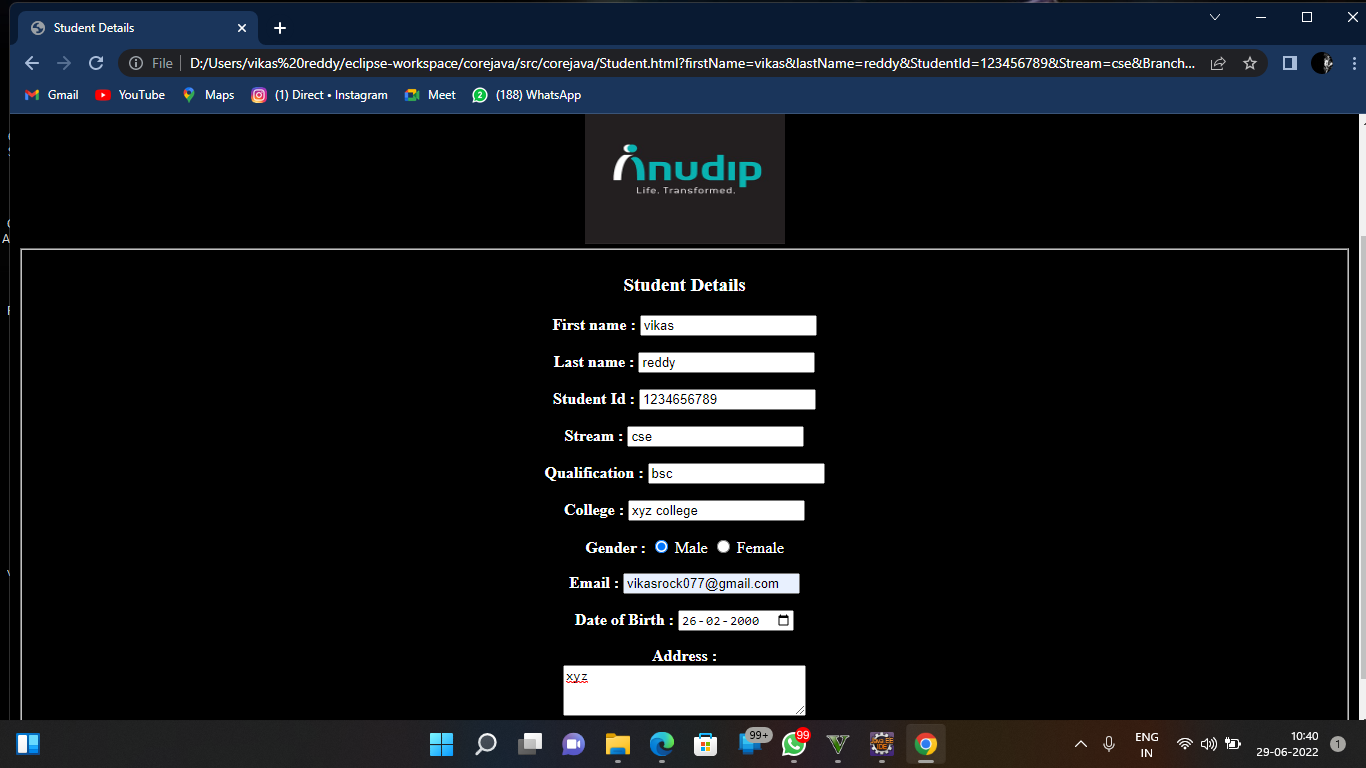 Student Details
File
D:/Users/vikas%20reddy/eclipse-workspace/corejava/src/corejava/Student.html?firstName=vikas&lastName=reddy&StudentId=123456789&Stream=cse&Branch...
Gmail YouTube Maps (1) Direct • Instagram Meet (188) WhatsApp
anudip
Life. Transformed.
Student Details
First name : vikas
Last name : reddy
Student Id : 1234656789
Stream : cse
Qualification : bsc
College : xyz college
Gender : Male Female
Email : vikasrock077@gmail.com
Date of Birth : 26-02-2000
Address :
xyz
99+
99
2
ENG
IN
10:40
29-06-2022
1